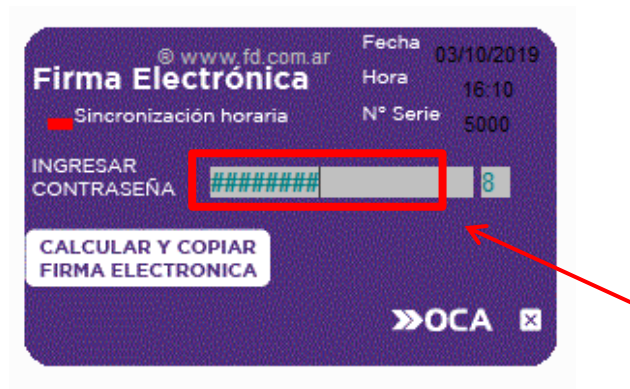 ® www.fd.com.ar
Firma Electrónica
Sincronización horaria
Fecha 03/10/2019
Hora 16:10
N° Serie 5000
INGRESAR
CONTRASEÑA
######## 8
CALCULAR Y COPIAR
FIRMA ELECTRONICA
OCA